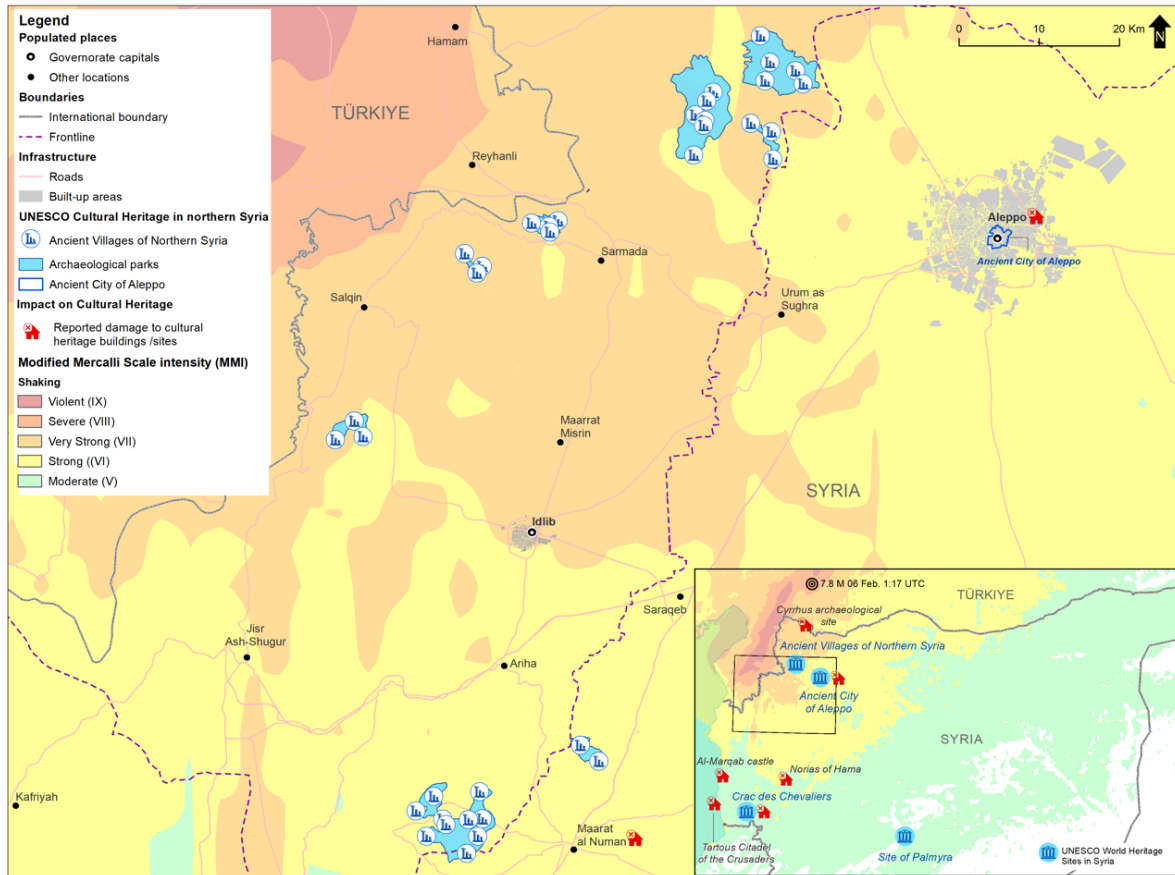 Legend
Populated places
Governorate capitals
Other locations
Boundaries
International boundary
Frontline
Infrastructure
Roads
Built-up areas
UNESCO Cultural Heritage in northern Syria
Ancient Villages of Northern Syria
Archaeological parks
Ancient City of Aleppo
Impact on Cultural Heritage
Reported damage to cultural
heritage buildings /sites
Modified Mercalli Scale intensity (MMI)
Shaking
Violent (IX)
Severe (VIII)
Very Strong (VII)
Strong ((VI)
Moderate (V)
Hamam
TÜRKIYE
Reyhanli
0 10 20 Km
N
Aleppo
Ancient City of Aleppo
Sarmada
Salqin
Urum as
Sughra
Maarrat
Misrin
SYRIA
Idlib
Saraqeb
Jisr
Ash-Shugur
Ariha
Kafriyah
Maarat
al Numan
7.8 M 06 Feb. 1:17 UTC
TÜRKIYE
Cyrrhus archaeological
site
Ancient Villages of Northern Syria
Ancient City
of Aleppo
SYRIA
Al-Marqab castle
Norias of Hama
Crac des Chevaliers
Tartous Citadel
of the Crusaders
Site of Palmyra
UNESCO World Heritage
Sites in Syria